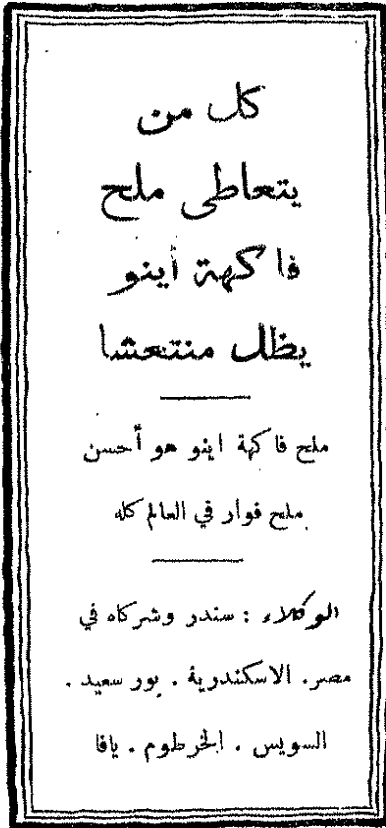 كل من
يتعاطى ملح
فاكهة أينو
يظل منتعشا
ملح فاكهة اينو هو أحسن
ملح فوار في العالم كله
الوكلاء : سندر وشركاه في
مصر. الاسكندرية . بور سعيد .
السويس . الخرطوم . يافا